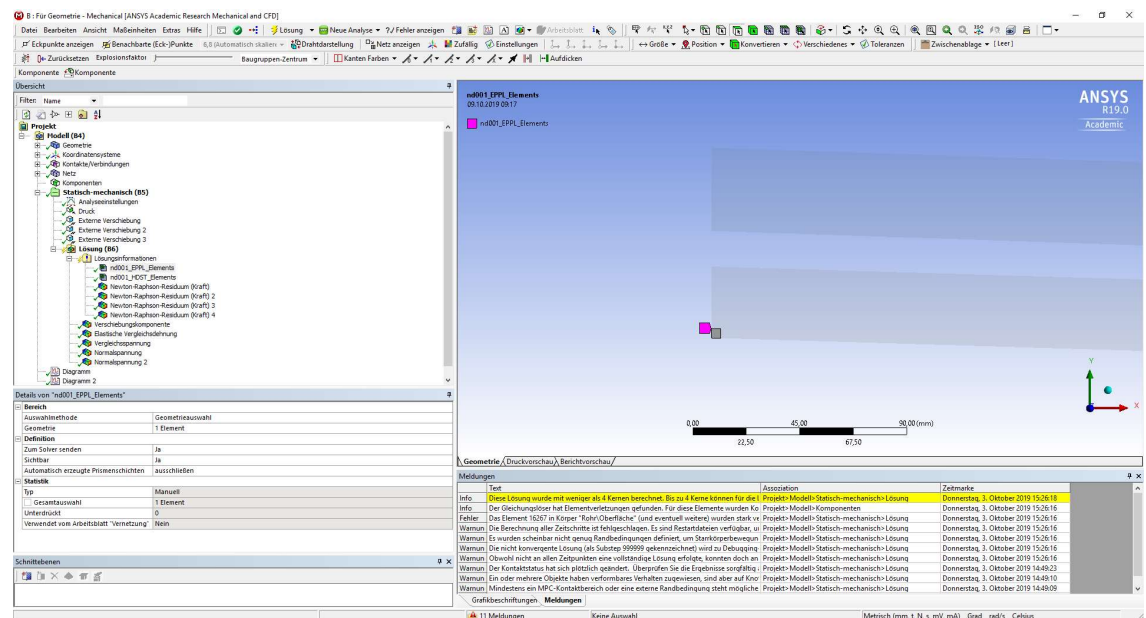 B : Für Geometrie - Mechanical [ANSYS Academic Research Mechanical and CFD]
Datei Bearbeiten Ansicht Maßeinheiten Extras Hilfe Lösung Neue Analyse ?/ Fehler anzeigen Arbeitsblatt
Eckpunkte anzeigen Benachbarte (Eck-)Punkte 6,8 (Automatisch skaliert) Drahtdarstellung Netz anzeigen Zufällig Einstellungen Größe Position Konvertieren Verschiedenes Toleranzen Zwischenablage [Leer]
Zurücksetzen Explosionsfaktor Baugruppen-Zentrum Kanten Farben Aufdicken
Komponente Komponente
Übersicht
Filter: Name
Projekt
Modell (B4)
Geometrie
Koordinatensysteme
Kontakte/Verbindungen
Netz
Komponenten
Statisch-mechanisch (B5)
Analyseeinstellungen
Druck
Externe Verschiebung
Externe Verschiebung 2
Externe Verschiebung 3
Lösung (B6)
Lösungsinformationen
nd001_EPPL_Elements
nd001_HDST_Elements
Newton-Raphson-Residuum (Kraft)
Newton-Raphson-Residuum (Kraft) 2
Newton-Raphson-Residuum (Kraft) 3
Newton-Raphson-Residuum (Kraft) 4
Verschiebungskomponente
Elastische Vergleichsdehnung
Vergleichsspannung
Normalspannung
Normalspannung 2
Diagramm
Diagramm 2
Details von "nd001_EPPL_Elements"
Bereich
Auswahlmethode Geometrieauswahl
Geometrie 1 Element
Definition
Zum Solver senden Ja
Sichtbar Ja
Automatisch erzeugte Prismenschichten ausschließen
Statistik
Typ Manuell
Gesamtauswahl 1 Element
Unterdrückt 0
Verwendet vom Arbeitsblatt "Vernetzung" Nein
Schnittebenen
nd001_EPPL_Elements
09.10.2019 09:17
nd001_EPPL_Elements
ANSYS
R19.0
Academic
Y
X
0,00 45,00 90,00 (mm)
22,50 67,50
Geometrie Druckvorschau Berichtvorschau
Meldungen
Text Assoziation Zeitmarke
Info Diese Lösung wurde mit weniger als 4 Kernen berechnet. Bis zu 4 Kerne können für die Projekt>Modell>Statisch-mechanisch>Lösung Donnerstag, 3. Oktober 2019 15:26:18
Info Der Gleichungslöser hat Elementverletzungen gefunden. Für diese Elemente wurden Ko Projekt>Modell>Komponenten Donnerstag, 3. Oktober 2019 15:26:16
Fehler Das Element 16267 in Körper "Rohr\Oberfläche" (und eventuell weitere) wurden stark ve Projekt>Modell>Statisch-mechanisch>Lösung Donnerstag, 3. Oktober 2019 15:26:16
Warnun Die Berechnung aller Zeitschritte ist fehlgeschlagen. Es sind Restartdateien verfügbar, u Projekt>Modell>Statisch-mechanisch>Lösung Donnerstag, 3. Oktober 2019 15:26:16
Warnun Es wurden scheinbar nicht genug Randbedingungen definiert, um Starrkörperbewegun Projekt>Modell>Statisch-mechanisch>Lösung Donnerstag, 3. Oktober 2019 15:26:16
Warnun Die nicht konvergente Lösung (als Substep 999999 gekennzeichnet) wird zu Debugging Projekt>Modell>Statisch-mechanisch>Lösung Donnerstag, 3. Oktober 2019 15:26:16
Warnun Obwohl nicht an allen Zeitpunkten eine vollständige Lösung erfolgte, konnten doch an Projekt>Modell>Statisch-mechanisch>Lösung Donnerstag, 3. Oktober 2019 15:26:16
Warnun Der Kontaktstatus hat sich plötzlich geändert. Überprüfen Sie die Ergebnisse sorgfältig Projekt>Modell>Statisch-mechanisch>Lösung Donnerstag, 3. Oktober 2019 14:49:23
Warnun Ein oder mehrere Objekte haben verformbares Verhalten zugewiesen, sind aber auf Kno Projekt>Modell>Statisch-mechanisch>Lösung Donnerstag, 3. Oktober 2019 14:49:10
Warnun Mindestens ein MPC-Kontaktbereich oder eine externe Randbedingung steht mögliche Projekt>Modell>Statisch-mechanisch>Lösung Donnerstag, 3. Oktober 2019 14:49:09
Grafikbeschriftungen Meldungen
11 Meldungen Keine Auswahl Metrisch (mm, t, N, s, mV, mA) Grad rad/s Celsius